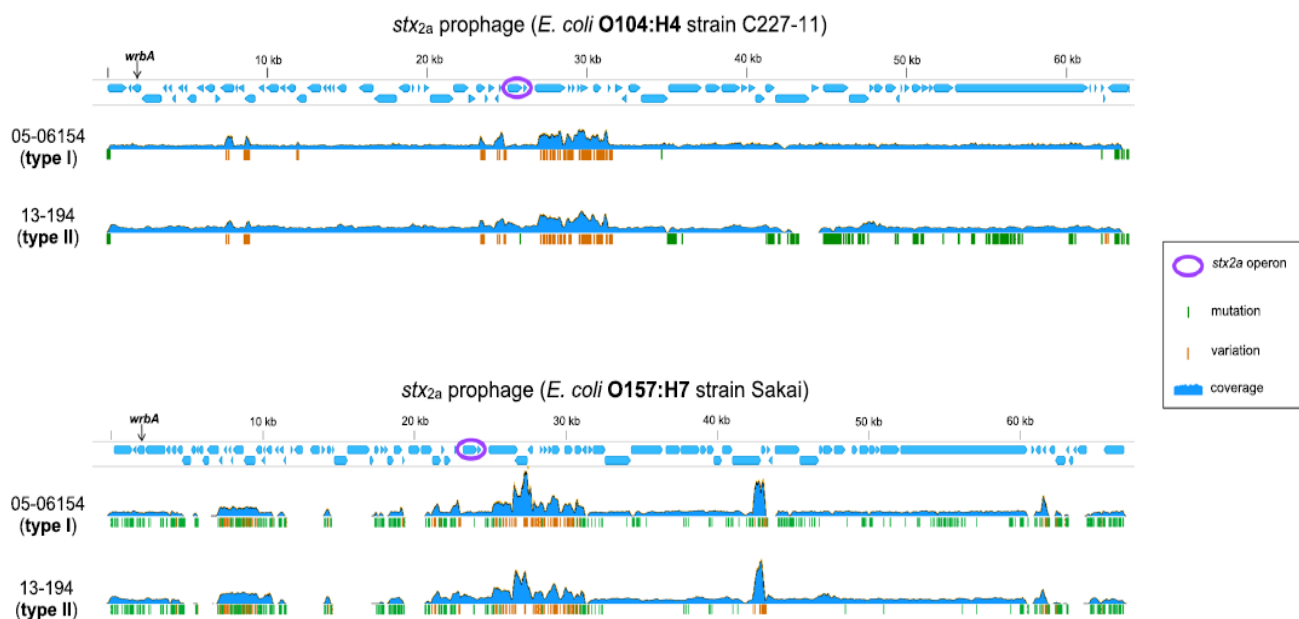 stx2a prophage (E. coli O104:H4 strain C227-11)
wrbA
10 kb 20 kb 30 kb 40 kb 50 kb 60 kb
05-06154
(type I)
13-194
(type II)
stx2a operon
mutation
variation
coverage
stx2a prophage (E. coli O157:H7 strain Sakai)
wrbA
10 kb 20 kb 30 kb 40 kb 50 kb 60 kb
05-06154
(type I)
13-194
(type II)